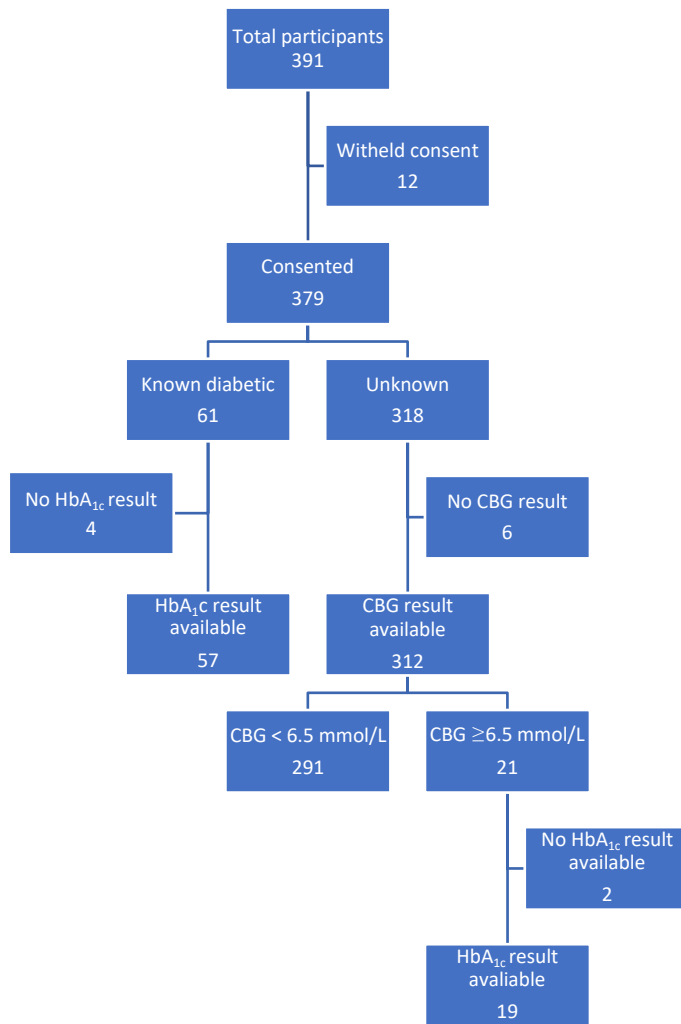 Total participants
391
Witheld consent
12
Consented
379
Known diabetic
61
Unknown
318
No HbA₁c result
4
No CBG result
6
HbA₁c result
available
57
CBG result
available
312
CBG < 6.5 mmol/L
291
CBG ≥6.5 mmol/L
21
No HbA₁c result
available
2
HbA₁c result
avaliable
19